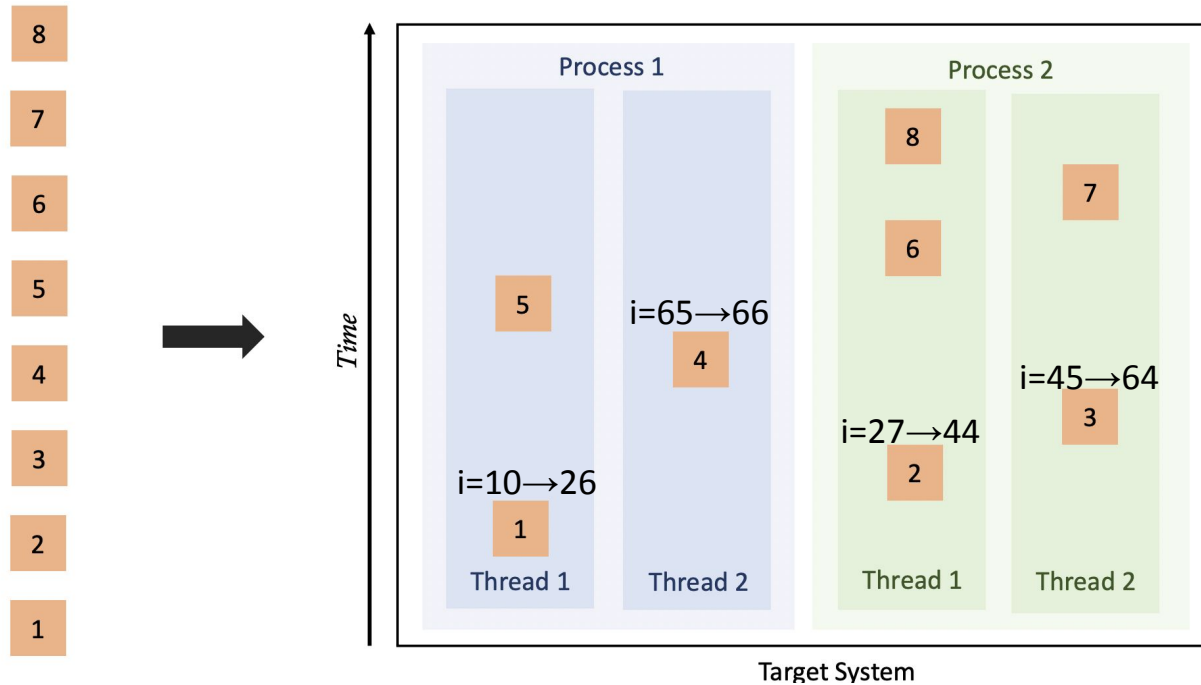 8
7
6
5
4
3
2
1
Time
Process 1
5
i=10→26
1
Thread 1
i=65→66
4
Thread 2
Process 2
8
6
i=27→44
2
Thread 1
7
i=45→64
3
Thread 2
Target System